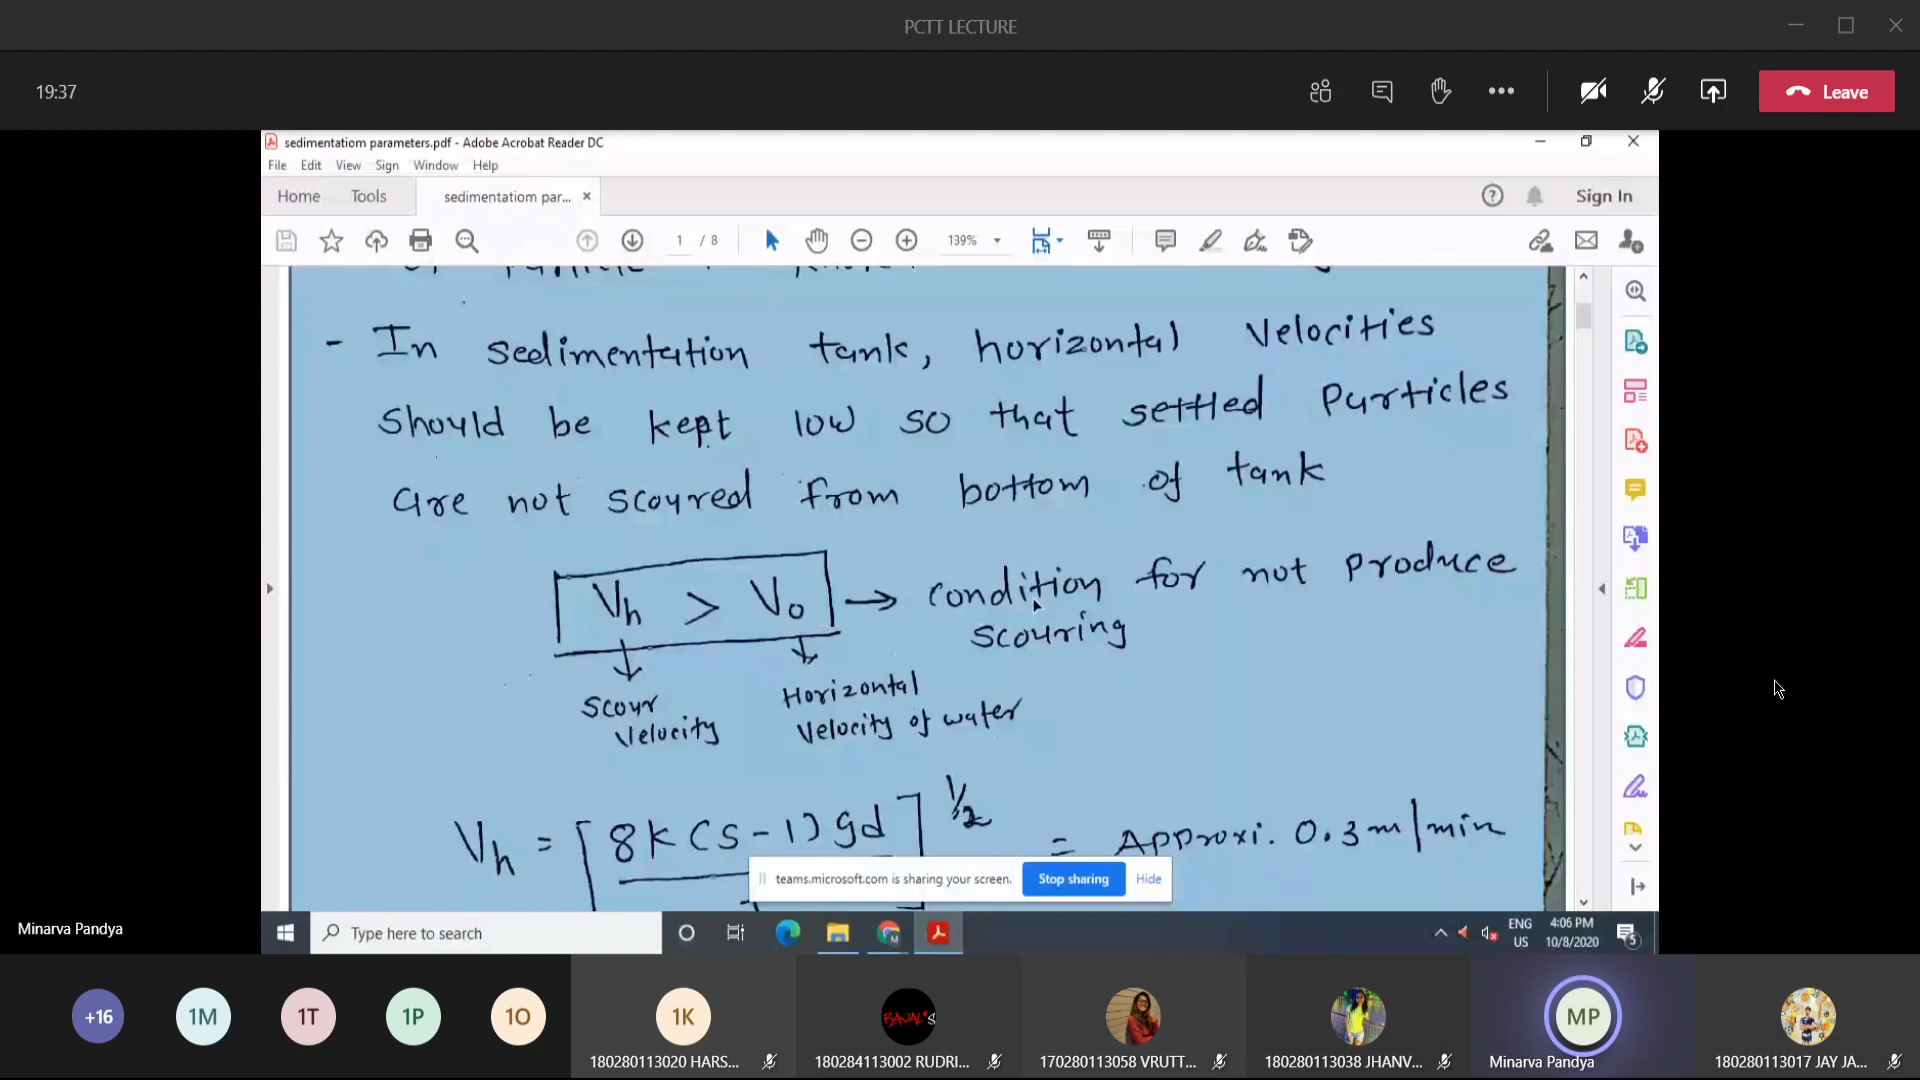 PCTT LECTURE
19:37
Leave
sedimentatiom parameters.pdf - Adobe Acrobat Reader DC
File Edit View Sign Window Help
Home Tools sedimentatiom par... × Sign In
1 / 8 139%
- In sedimentation tank, horizontal velocities
should be kept low so that settled particles
are not scoured from bottom of tank
Vh > Vo → condition for not produce
scouring
Scour
velocity
Horizontal
velocity of water
Vh = [8k(s-1)gd]^1/2 = Approxi. 0.3m/min
teams.microsoft.com is sharing your screen. Stop sharing Hide
Minarva Pandya
Type here to search
ENG
US
4:06 PM
10/8/2020
5
+16 1M 1T 1P 1O 1K BAVAL'S MP
180280113020 HARS... 180284113002 RUDRI... 170280113058 VRUTT... 180280113038 JHANV... Minarva Pandya 180280113017 JAY JA...